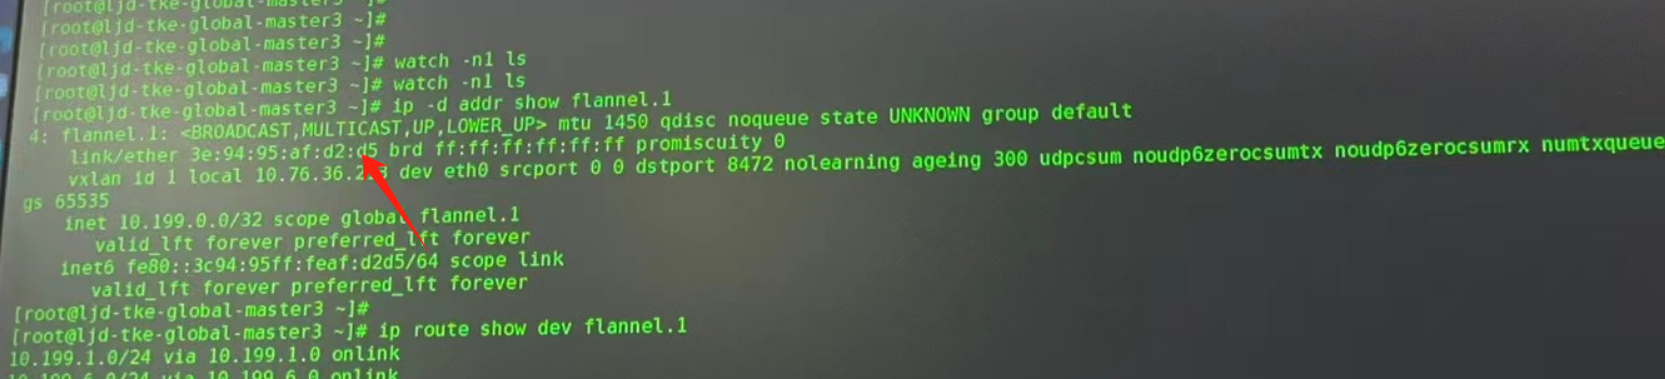 [root@ljd-tke-global-master3
[root@ljd-tke-global-master3 ~]#
[root@ljd-tke-global-master3 ~]#
[root@ljd-tke-global-master3 ~]# watch -n1 ls
[root@ljd-tke-global-master3 ~]# watch -n1 ls
[root@ljd-tke-global-master3 ~]# ip -d addr show flannel.1
4: flannel.1: <BROADCAST,MULTICAST,UP,LOWER_UP> mtu 1450 qdisc noqueue state UNKNOWN group default
link/ether 3e:94:95:af:d2:d5 brd ff:ff:ff:ff:ff:ff promiscuity 0
vxlan id 1 local dev eth0 srcport 0 0 dstport 8472 nolearning ageing 300 udpcsum noudp6zerocsumtx noudp6zerocsumrx numtxqueue
gs 65535
inet 10.199.0.0/32 scope global flannel.1
valid_lft forever preferred_lft forever
inet6 fe80::3c94:95ff:feaf:d2d5/64 scope link
valid_lft forever preferred_lft forever
[root@ljd-tke-global-master3 ~]#
[root@ljd-tke-global-master3 ~]# ip route show dev flannel.1
10.199.1.0/24 via 10.199.1.0 onlink
10.199.6.0/24 via 10.199.6.0 onlink